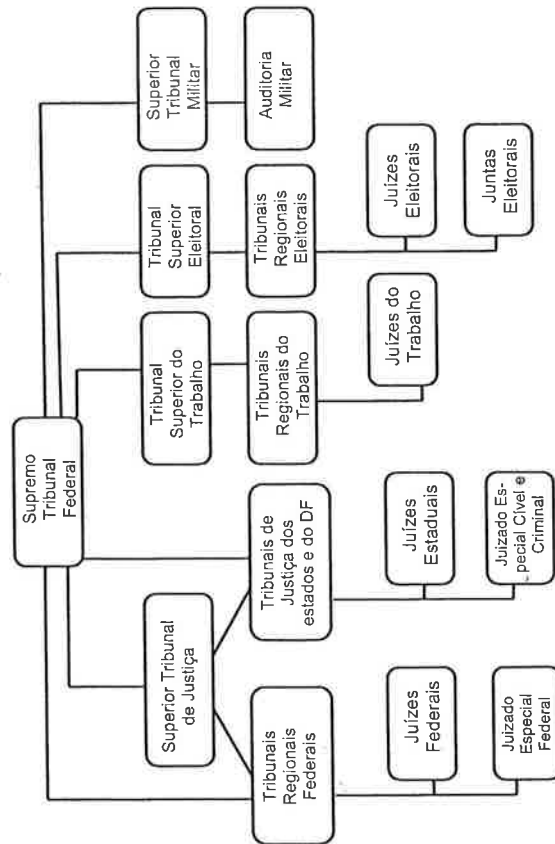 Supremo
Tribunal
Federal
Superior Tribunal
de Justiça
Tribunal
Superior do
Trabalho
Tribunal
Superior
Eleitoral
Superior
Tribunal
Militar
Tribunais
Regionais
Federais
Tribunais de
Justiça dos
estados e do DF
Tribunais
Regionais do
Trabalho
Tribunais
Regionais
Eleitorais
Auditoria
Militar
Juízes
Federais
Juízes
Estaduais
Juízes do
Trabalho
Juízes
Eleitorais
Juizado
Especial
Federal
Juizado Es-
pecial Cível e
Criminal
Juntas
Eleitorais